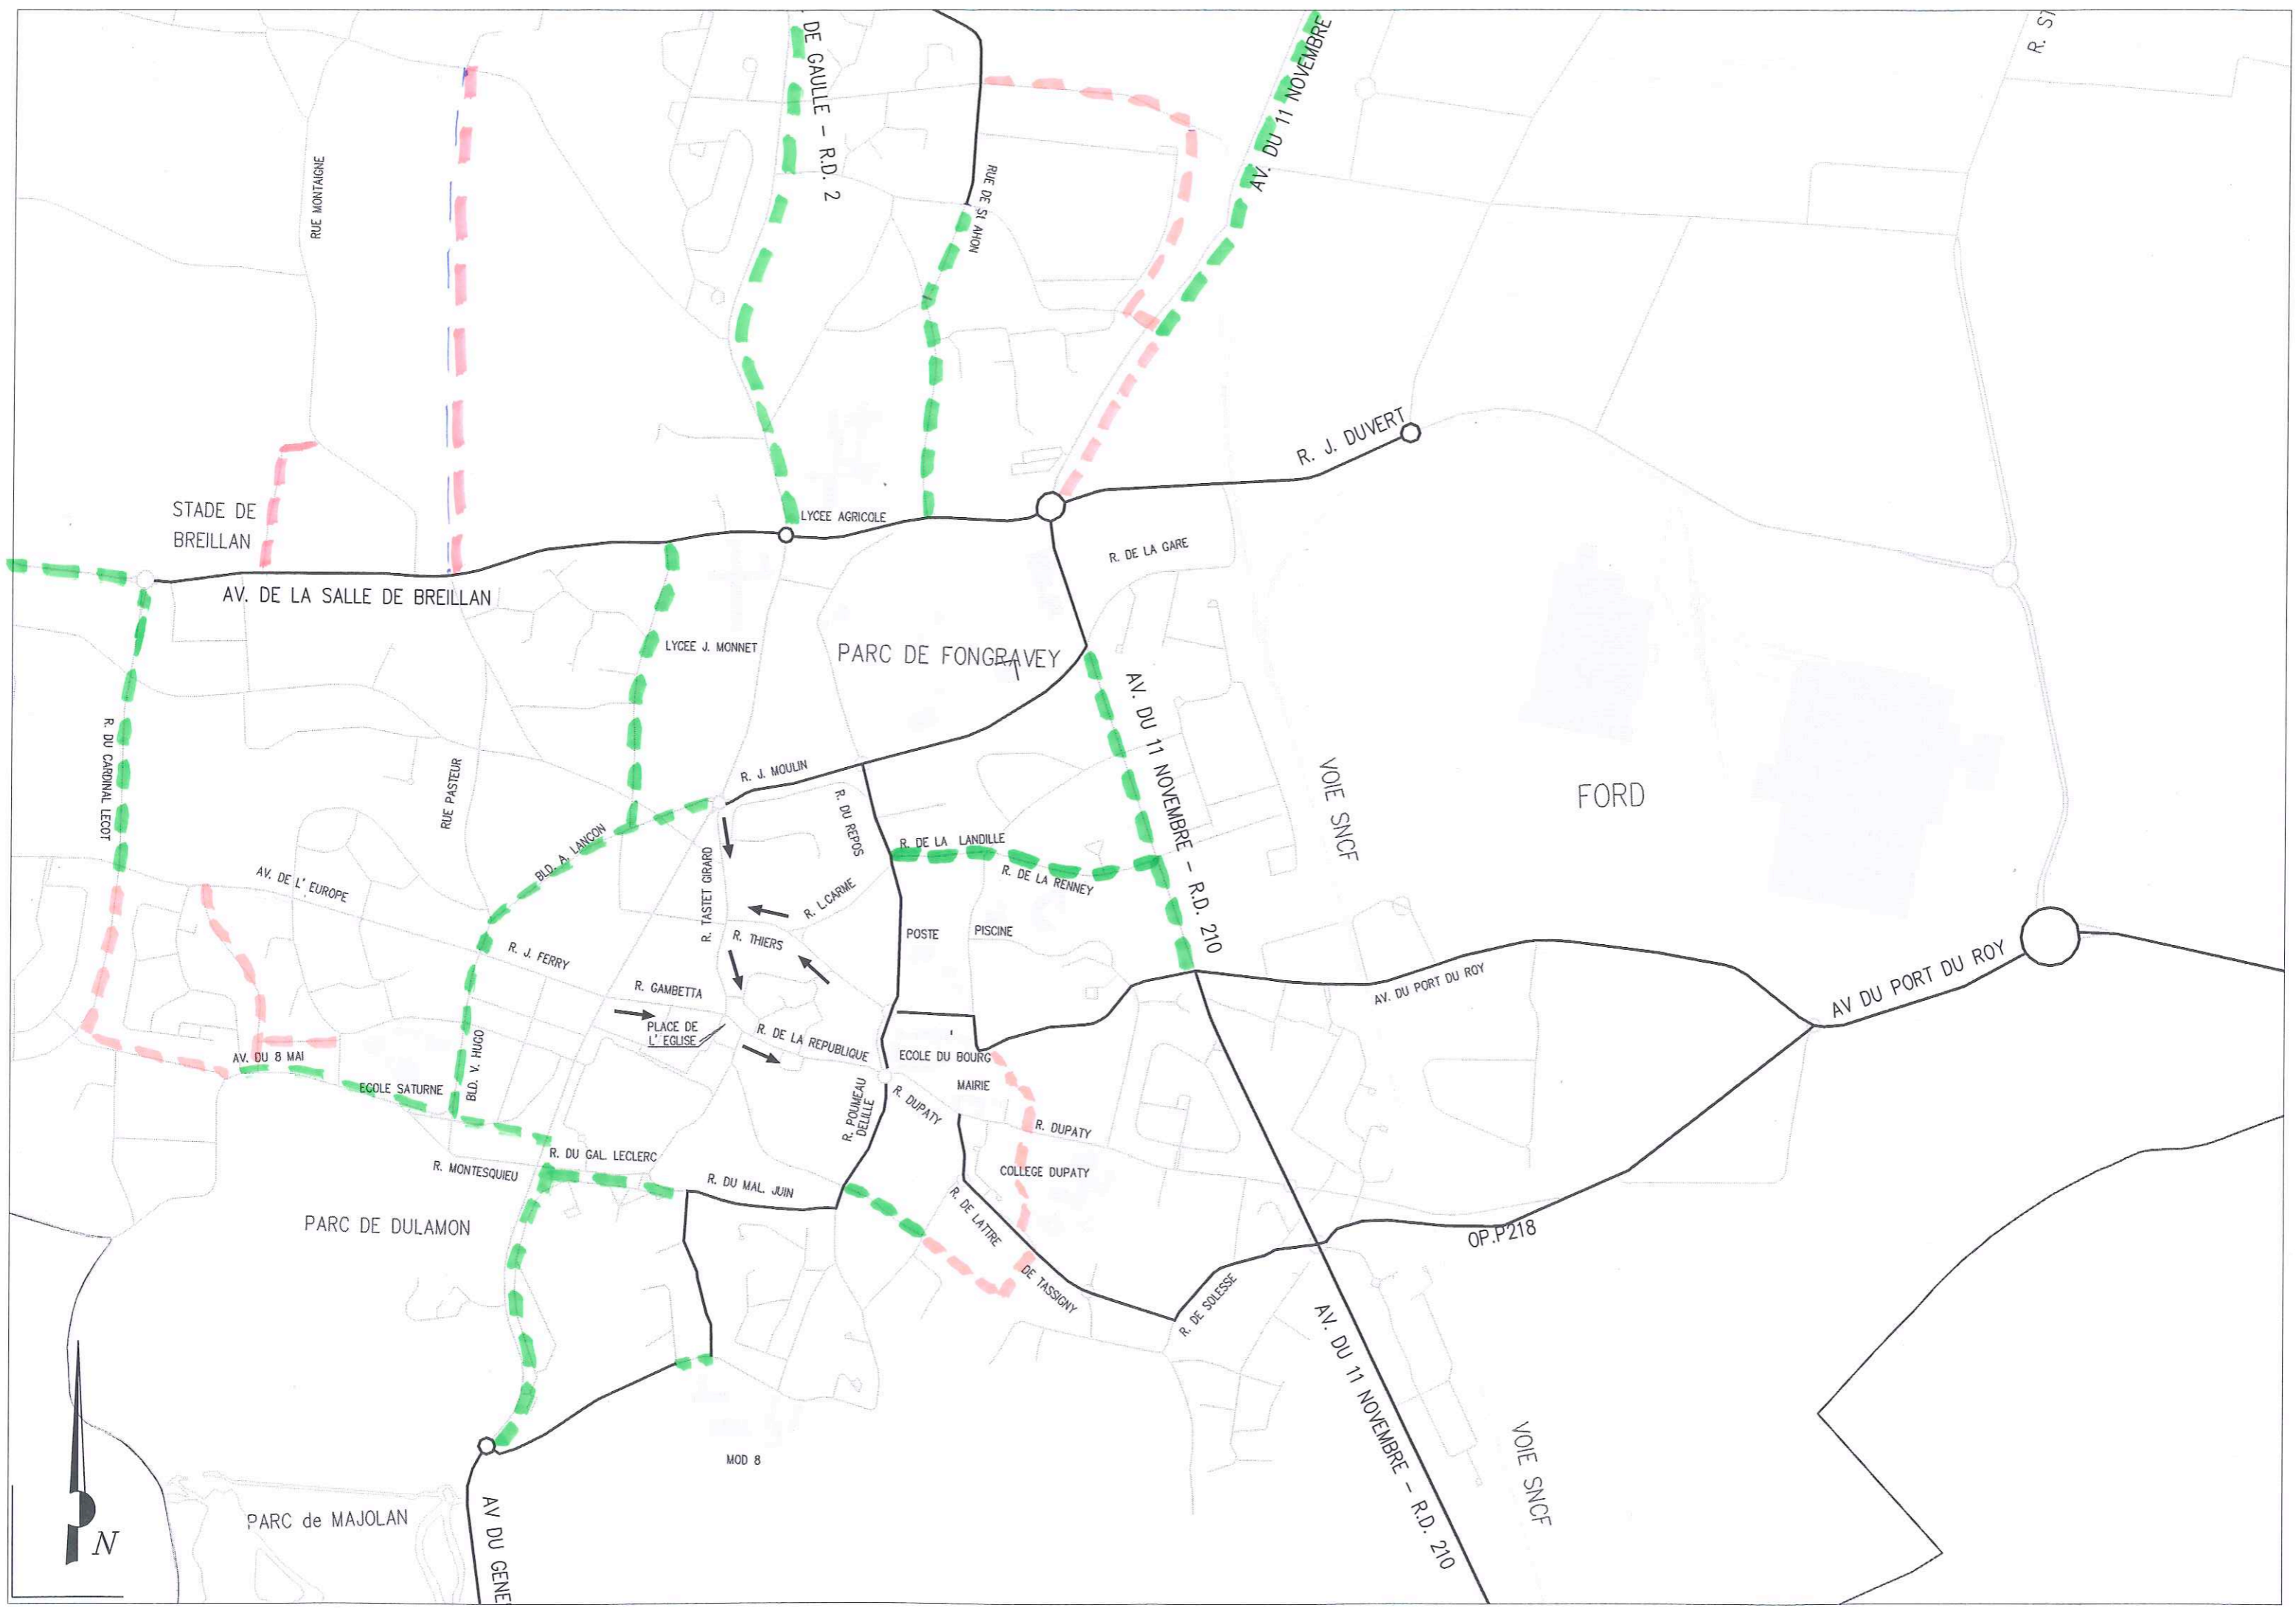 DE GAULLE - R.D. 2
AV. DU 11 NOVEMBRE
RUE MONTAIGNE
RUE DE St AHON
R. J. DUVERT
STADE DE
BREILLAN
LYCEE AGRICOLE
R. DE LA GARE
AV. DE LA SALLE DE BREILLAN
LYCEE J. MONNET
PARC DE FONGRAVEY
R. DU CARDINAL LECOT
RUE PASTEUR
R. J. MOULIN
AV. DU 11 NOVEMBRE - R.D. 210
VOIE SNCF
FORD
BLD. A. LANCON
R. DU REPOS
R. DE LA LANDILLE
R. DE LA RENNEY
AV. DE L' EUROPE
R. TASTET GIRARD
R. L.CARME
R. THIERS
POSTE
PISCINE
R. J. FERRY
R. GAMBETTA
PLACE DE
L' EGLISE
R. DE LA REPUBLIQUE
AV. DU PORT DU ROY
AV DU PORT DU ROY
AV. DU 8 MAI
ECOLE SATURNE
BLD. V. HUGO
ECOLE DU BOURG
MAIRIE
R. POUMEAU
DELILLE
R. DUPATY
R. DUPATY
R. MONTESQUIEU
R. DU GAL. LECLERC
R. DU MAL. JUIN
COLLEGE DUPATY
R. DE LATTRE
DE TASSIGNY
PARC DE DULAMON
R. DE SOLESSE
OP.P218
AV. DU 11 NOVEMBRE - R.D. 210
VOIE SNCF
MOD 8
PARC de MAJOLAN
AV DU GENE
N